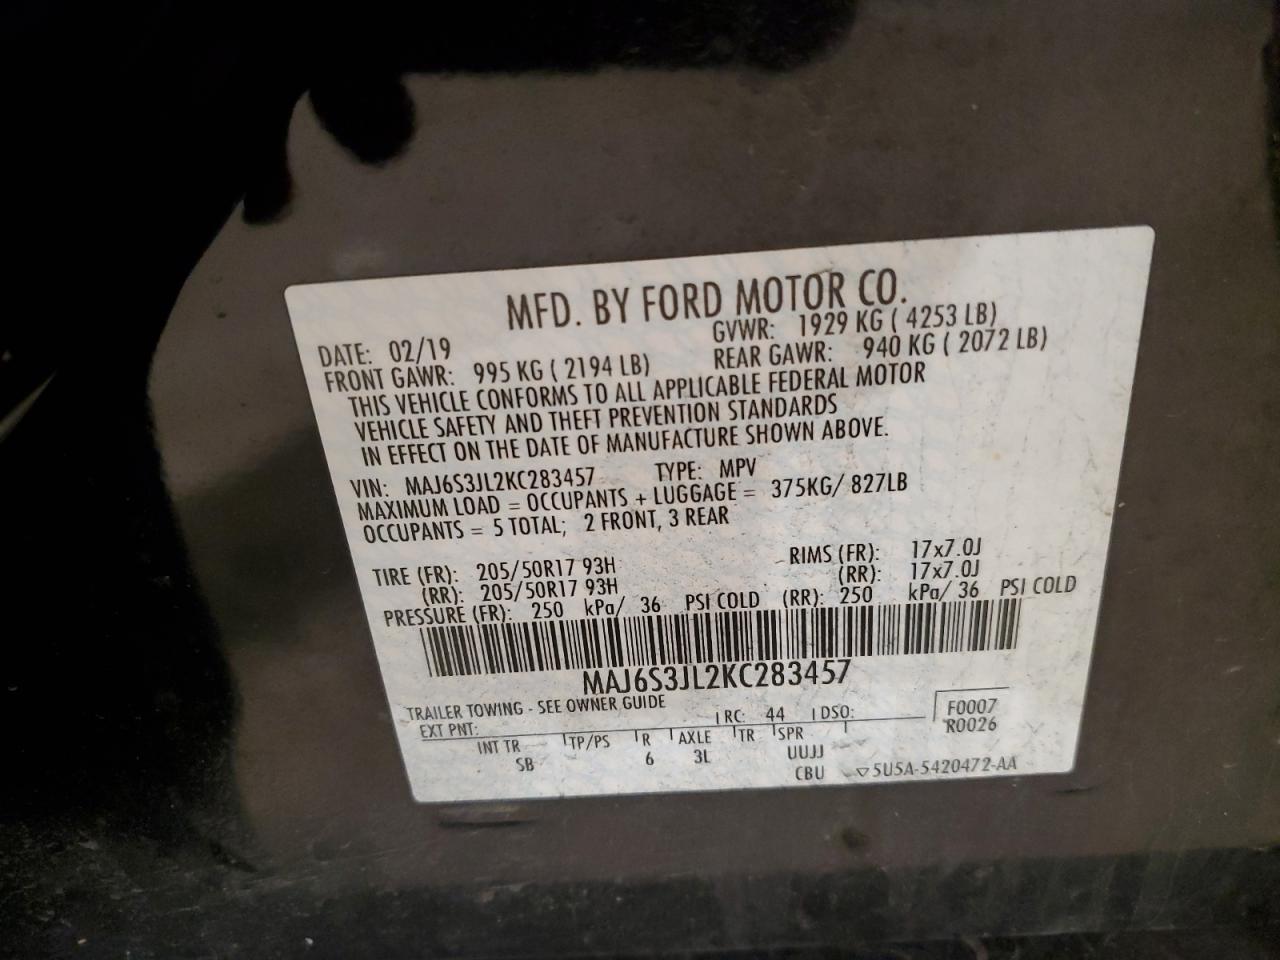 MFD. BY FORD MOTOR CO.
DATE: 02/19 GVWR: 1929 KG ( 4253 LB)
FRONT GAWR: 995 KG ( 2194 LB) REAR GAWR: 940 KG ( 2072 LB)
THIS VEHICLE CONFORMS TO ALL APPLICABLE FEDERAL MOTOR
VEHICLE SAFETY AND THEFT PREVENTION STANDARDS
IN EFFECT ON THE DATE OF MANUFACTURE SHOWN ABOVE.
VIN: MAJ6S3JL2KC283457 TYPE: MPV
MAXIMUM LOAD = OCCUPANTS + LUGGAGE = 375KG/ 827LB
OCCUPANTS = 5 TOTAL; 2 FRONT, 3 REAR
TIRE (FR): 205/50R17 93H RIMS (FR): 17x7.0J
(RR): 205/50R17 93H (RR): 17x7.0J
PRESSURE (FR): 250 kPa/ 36 PSI COLD (RR): 250 kPa/ 36 PSI COLD
MAJ6S3JL2KC283457
TRAILER TOWING - SEE OWNER GUIDE
EXT PNT: RC: 44 DSO: F0007
R0026
INT TR TP/PS R AXLE TR SPR
SB 6 3L UUJJ
CBU ▽5U5A-5420472-AA